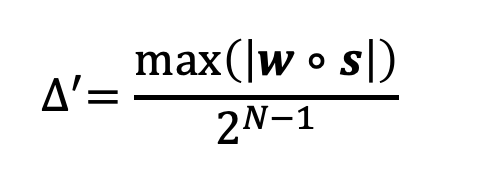 Δ′= max(|w ∘ s|) / 2^{N−1}